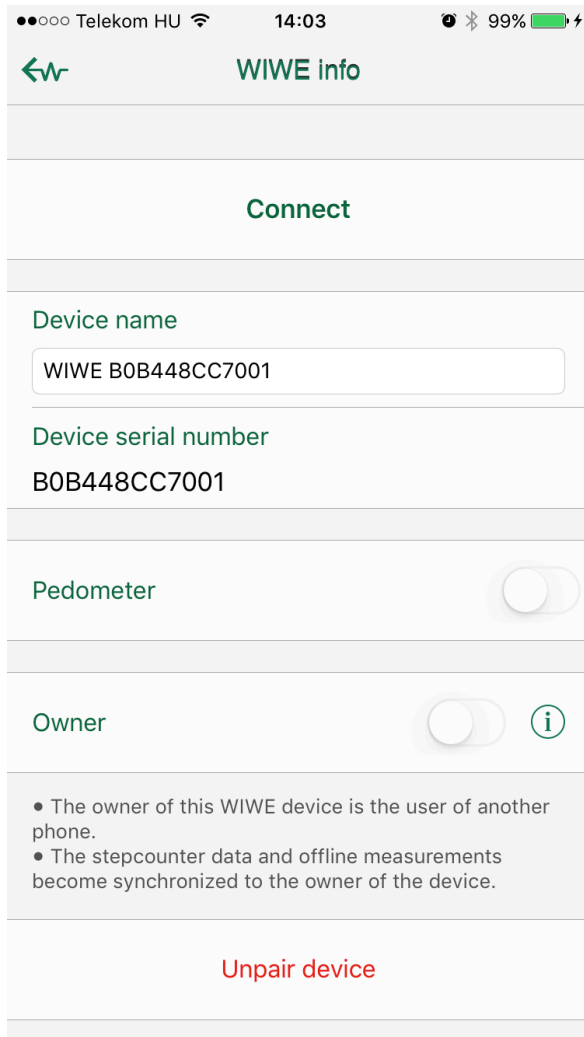 Telekom HU 14:03 99%
WIWE info
Connect
Device name
WIWE B0B448CC7001
Device serial number
B0B448CC7001
Pedometer
Owner i
● The owner of this WIWE device is the user of another
phone.
● The stepcounter data and offline measurements
become synchronized to the owner of the device.
Unpair device